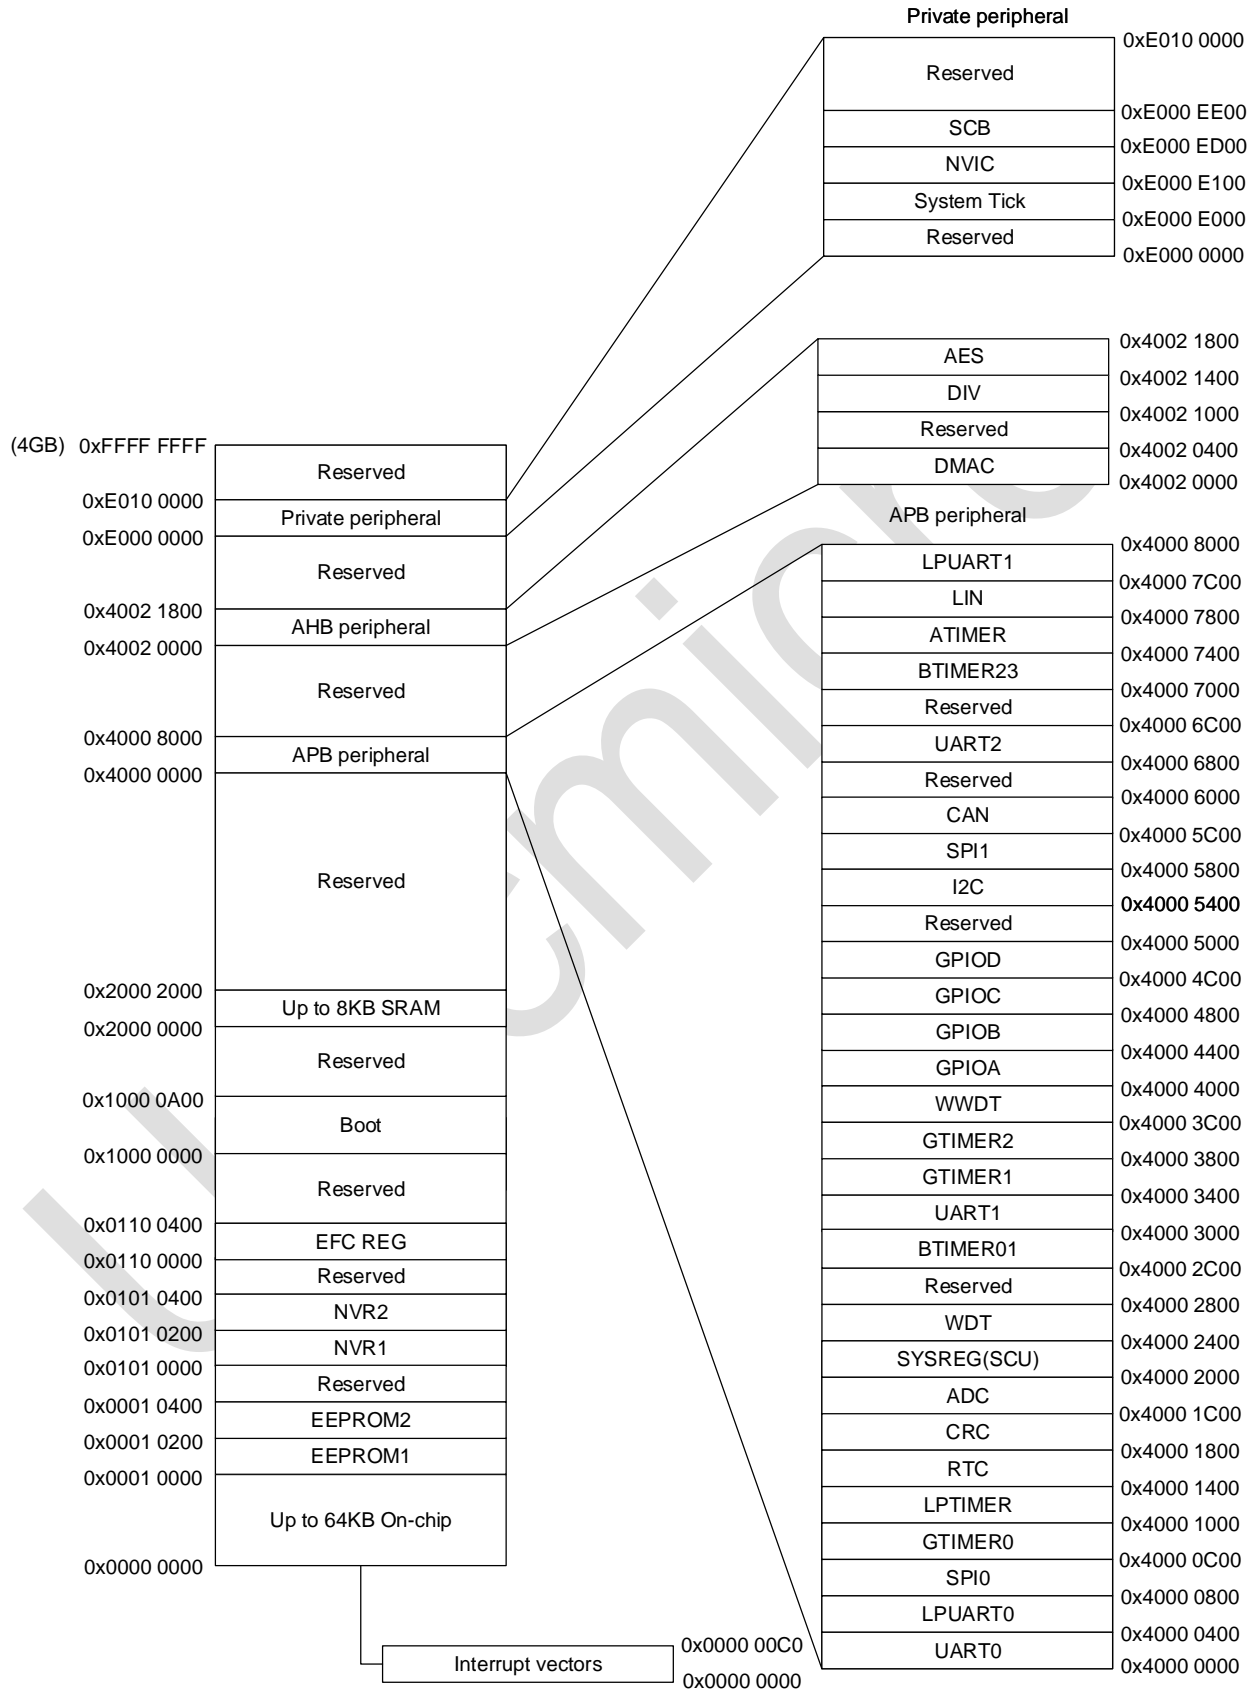 Private peripheral
0xE010 0000
Reserved
0xE000 EE00
SCB
0xE000 ED00
NVIC
0xE000 E100
System Tick
0xE000 E000
Reserved
0xE000 0000
0x4002 1800
AES
0x4002 1400
DIV
0x4002 1000
Reserved
0x4002 0400
DMAC
0x4002 0000
(4GB) 0xFFFF FFFF
Reserved
0xE010 0000
Private peripheral
0xE000 0000
Reserved
0x4002 1800
AHB peripheral
0x4002 0000
Reserved
0x4000 8000
APB peripheral
0x4000 0000
Reserved
0x2000 2000
Up to 8KB SRAM
0x2000 0000
Reserved
0x1000 0A00
Boot
0x1000 0000
Reserved
0x0110 0400
EFC REG
0x0110 0000
Reserved
0x0101 0400
NVR2
0x0101 0200
NVR1
0x0101 0000
Reserved
0x0001 0400
EEPROM2
0x0001 0200
EEPROM1
0x0001 0000
Up to 64KB On-chip
0x0000 0000
0x0000 00C0
Interrupt vectors
0x0000 0000
APB peripheral
0x4000 8000
LPUART1
0x4000 7C00
LIN
0x4000 7800
ATIMER
0x4000 7400
BTIMER23
0x4000 7000
Reserved
0x4000 6C00
UART2
0x4000 6800
Reserved
0x4000 6000
CAN
0x4000 5C00
SPI1
0x4000 5800
I2C
0x4000 5400
Reserved
0x4000 5000
GPIOD
0x4000 4C00
GPIOC
0x4000 4800
GPIOB
0x4000 4400
GPIOA
0x4000 4000
WWDT
0x4000 3C00
GTIMER2
0x4000 3800
GTIMER1
0x4000 3400
UART1
0x4000 3000
BTIMER01
0x4000 2C00
Reserved
0x4000 2800
WDT
0x4000 2400
SYSREG(SCU)
0x4000 2000
ADC
0x4000 1C00
CRC
0x4000 1800
RTC
0x4000 1400
LPTIMER
0x4000 1000
GTIMER0
0x4000 0C00
SPI0
0x4000 0800
LPUART0
0x4000 0400
UART0
0x4000 0000